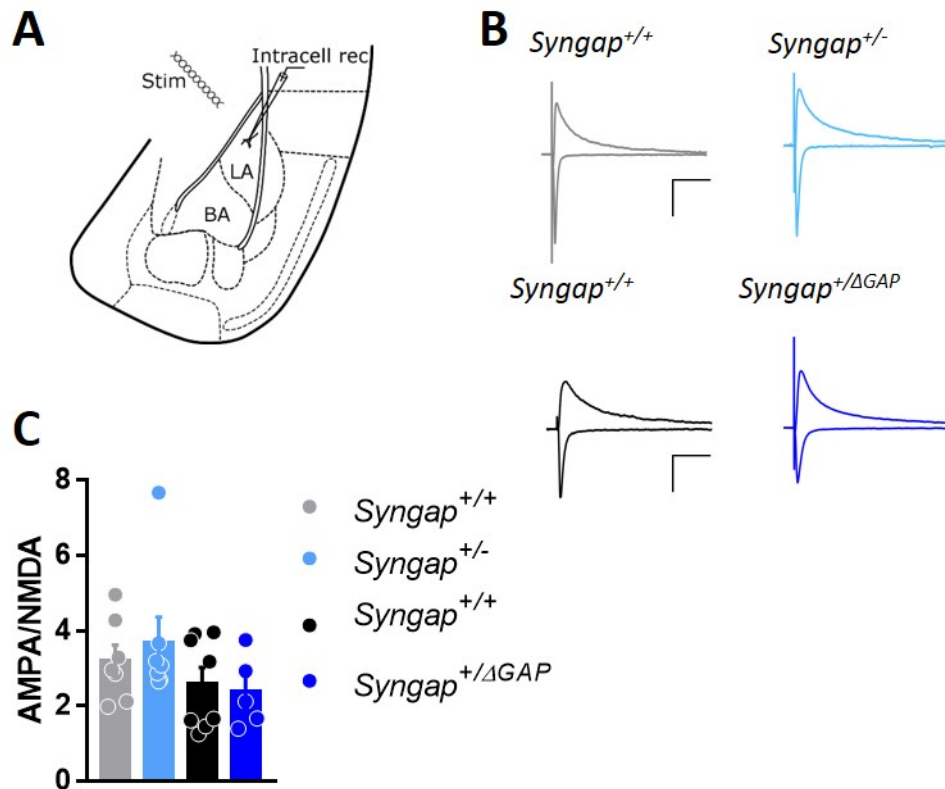 A
Intracell rec
Stim
LA
BA
B
Syngap+/+
Syngap+/-
Syngap+/+
Syngap+/ΔGAP
C
AMPA/NMDA
8
6
4
2
0
Syngap+/+
Syngap+/-
Syngap+/+
Syngap+/ΔGAP